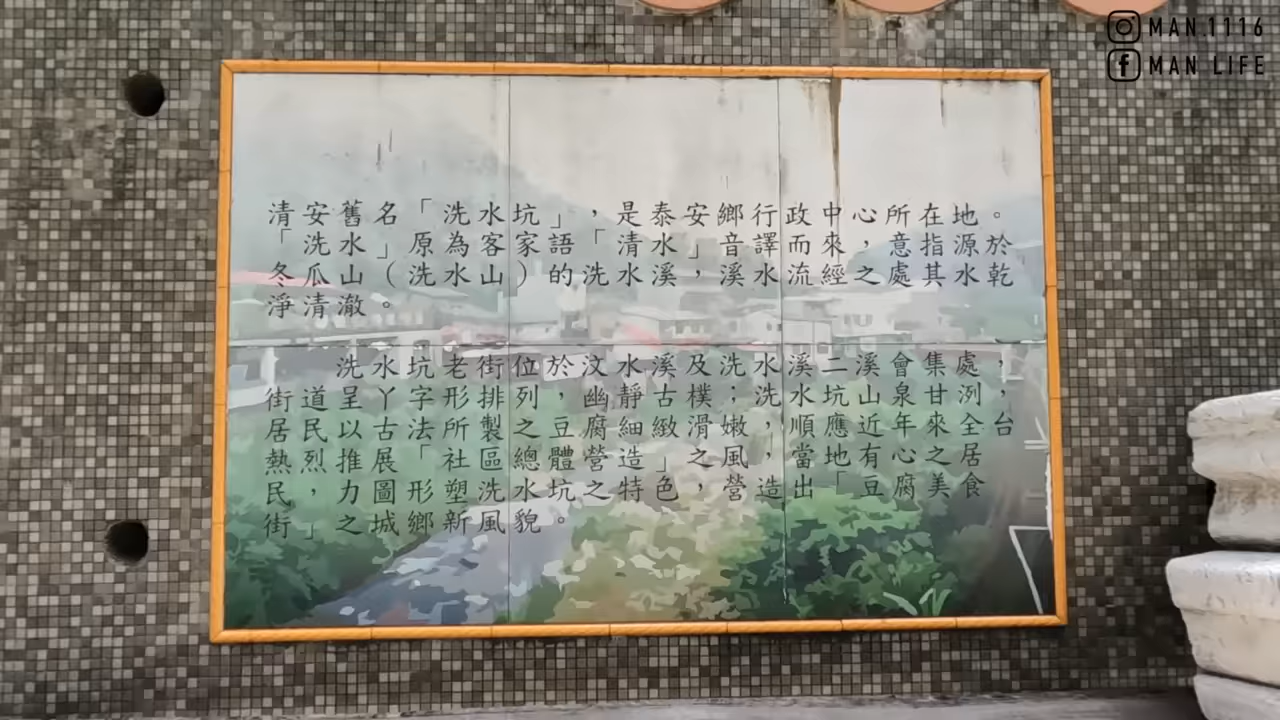 MAN.1116
MAN LIFE
清安舊名「洗水坑」，是泰安鄉行政中心所在地。
「洗水」原為客家語「清水」音譯而來，意指源於
冬瓜山（洗水山）的洗水溪，溪水流經之處其水乾
淨清澈。
洗水坑老街位於汶水溪及洗水溪二溪會集處，
街道呈丫字形排列，幽靜古樸；洗水坑山泉甘洌，
居民以古法所製之豆腐細緻滑嫩，順應近年來全台
熱烈推展「社區總體營造」之風，當地有心之居
民，力圖形塑洗水坑之特色，營造出「豆腐美食
街」之城鄉新風貌。